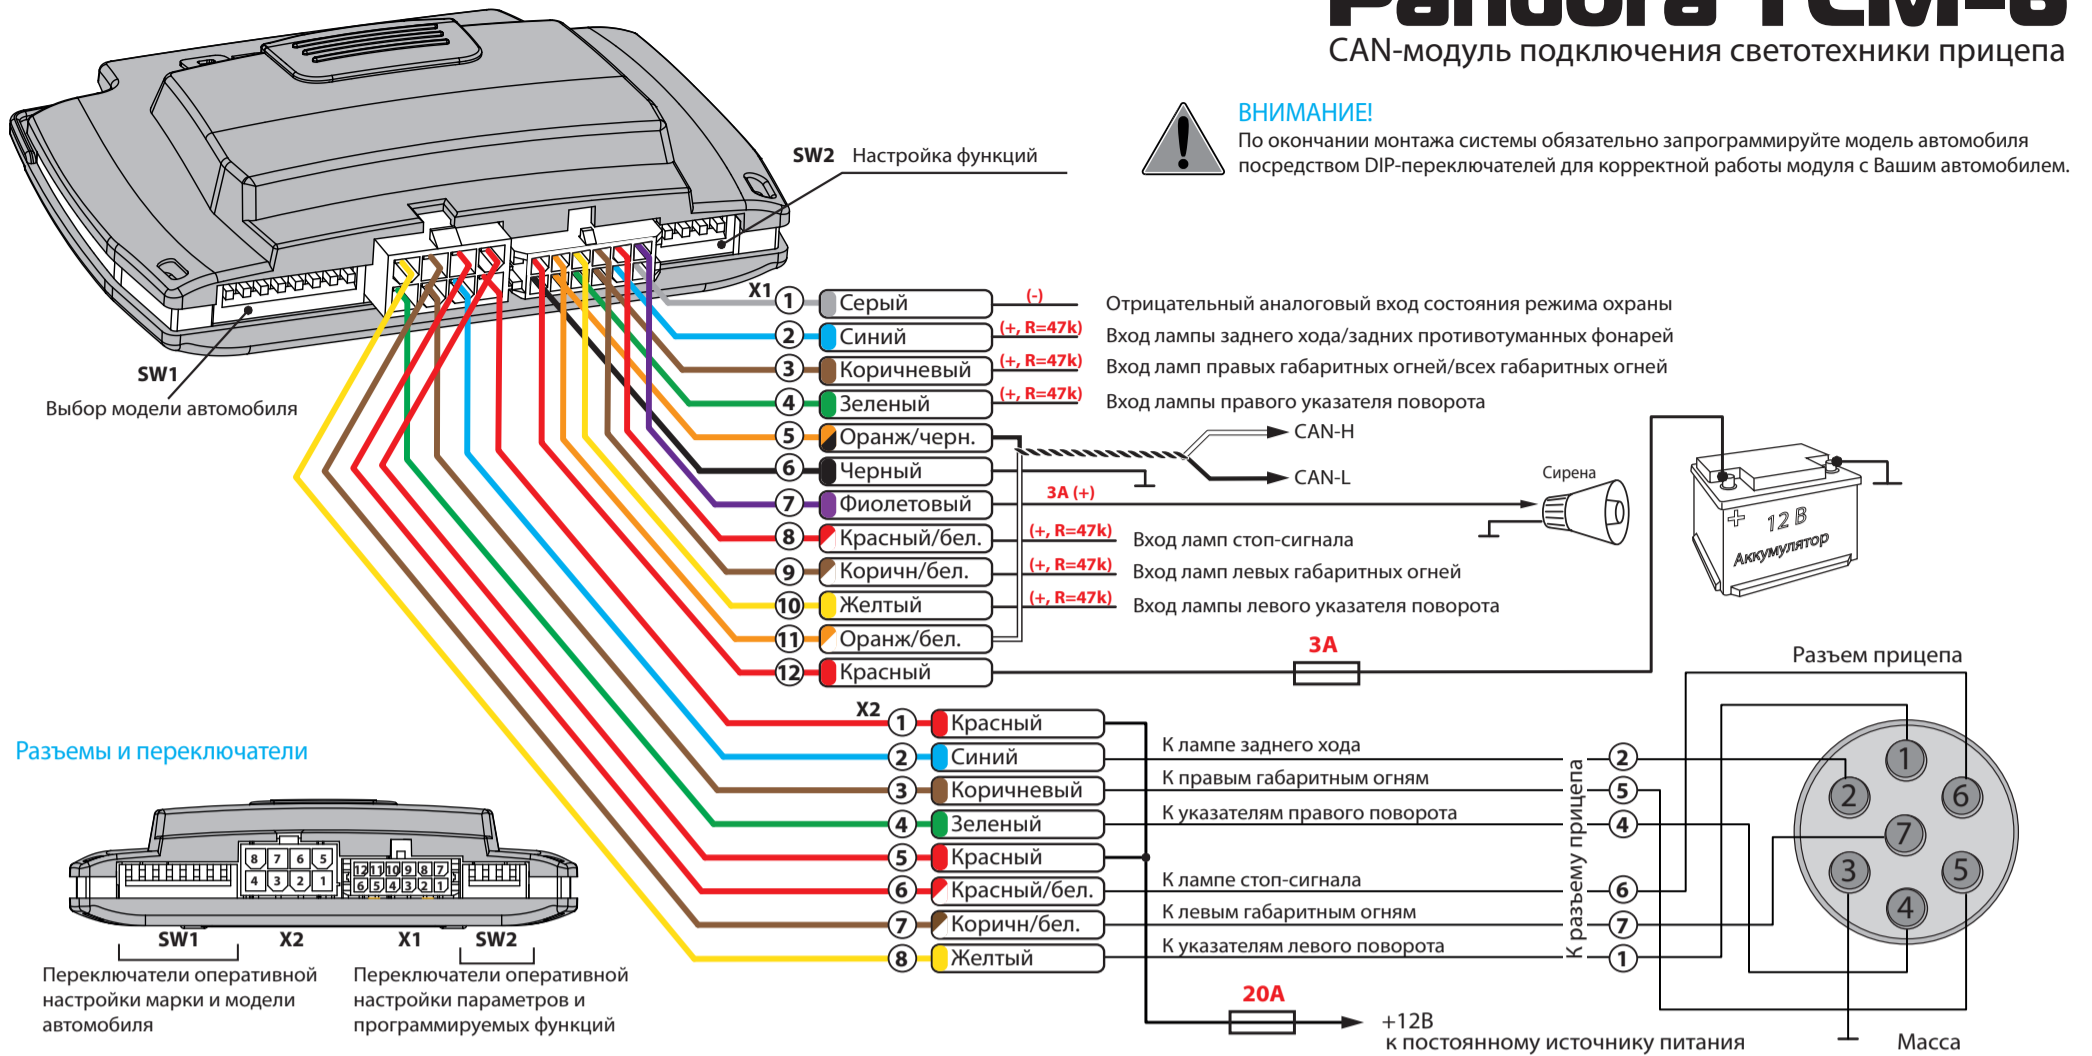 Pandora TCM-6
CAN-модуль подключения светотехники прицепа
ВНИМАНИЕ!
По окончании монтажа системы обязательно запрограммируйте модель автомобиля
посредством DIP-переключателей для корректной работы модуля с Вашим автомобилем.
SW2 Настройка функций
SW1
Выбор модели автомобиля
X1
1 Серый (-) Отрицательный аналоговый вход состояния режима охраны
2 Синий (+, R=47k) Вход лампы заднего хода/задних противотуманных фонарей
3 Коричневый (+, R=47k) Вход ламп правых габаритных огней/всех габаритных огней
4 Зеленый (+, R=47k) Вход лампы правого указателя поворота
5 Оранж/черн. CAN-H
6 Черный CAN-L
7 Фиолетовый 3А (+) Сирена
8 Красный/бел. (+, R=47k) Вход ламп стоп-сигнала
9 Коричн/бел. (+, R=47k) Вход ламп левых габаритных огней
10 Желтый (+, R=47k) Вход лампы левого указателя поворота
11 Оранж/бел.
12 Красный 3А
+ 12 В
Аккумулятор
Разъем прицепа
X2
1 Красный
2 Синий К лампе заднего хода 2
3 Коричневый К правым габаритным огням 5
4 Зеленый К указателям правого поворота 4
5 Красный
6 Красный/бел. К лампе стоп-сигнала 6
7 Коричн/бел. К левым габаритным огням 7
8 Желтый К указателям левого поворота 1
К разъему прицепа
1
2 6
7
3 5
4
20А
+12В
к постоянному источнику питания
Масса
Разъемы и переключатели
8 7 6 5
4 3 2 1
12 11 10 9 8 7
6 5 4 3 2 1
SW1 X2 X1 SW2
Переключатели оперативной
настройки марки и модели
автомобиля
Переключатели оперативной
настройки параметров и
программируемых функций